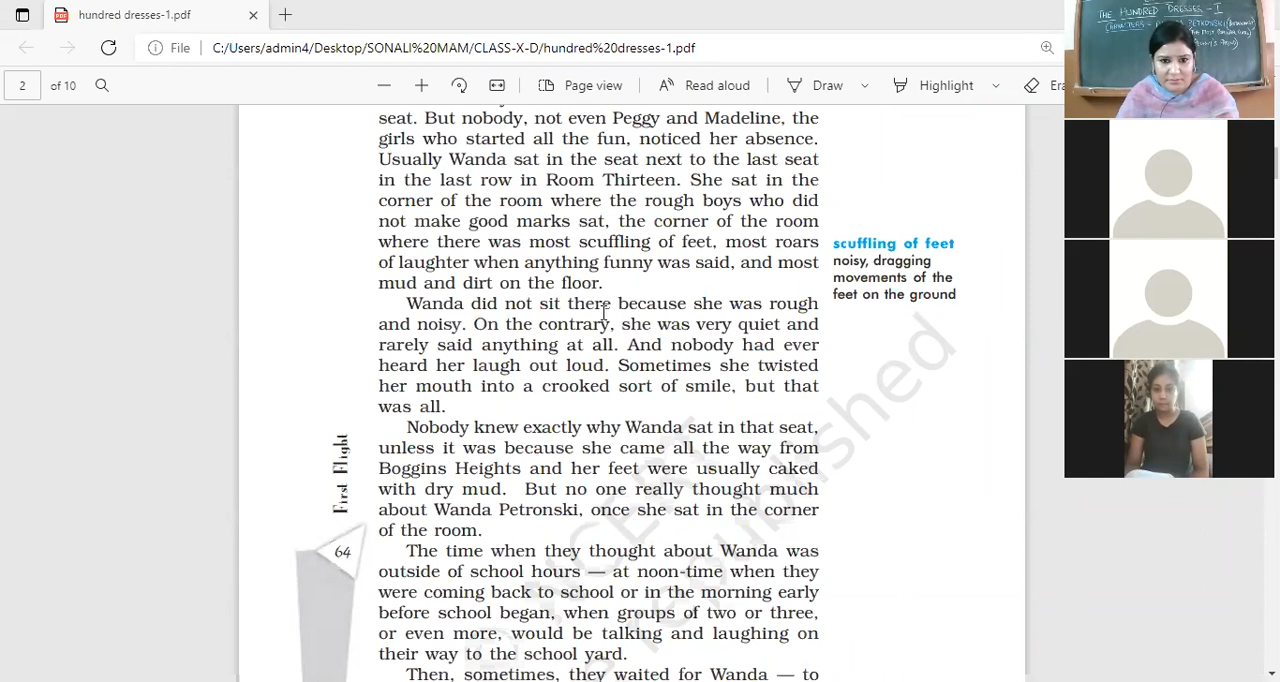 hundred dresses-1.pdf
File
C:/Users/admin4/Desktop/SONALI%20MAM/CLASS-X-D/hundred%20dresses-1.pdf
2
of 10
Page view
Read aloud
Draw
Highlight
THE HUNDRED DRESSES - I
seat. But nobody, not even Peggy and Madeline, the
girls who started all the fun, noticed her absence.
Usually Wanda sat in the seat next to the last seat
in the last row in Room Thirteen. She sat in the
corner of the room where the rough boys who did
not make good marks sat, the corner of the room
where there was most scuffling of feet, most roars
of laughter when anything funny was said, and most
mud and dirt on the floor.
scuffling of feet
noisy, dragging
movements of the
feet on the ground
Wanda did not sit there because she was rough
and noisy. On the contrary, she was very quiet and
rarely said anything at all. And nobody had ever
heard her laugh out loud. Sometimes she twisted
her mouth into a crooked sort of smile, but that
was all.
Nobody knew exactly why Wanda sat in that seat,
unless it was because she came all the way from
Boggins Heights and her feet were usually caked
with dry mud. But no one really thought much
about Wanda Petronski, once she sat in the corner
of the room.
The time when they thought about Wanda was
outside of school hours — at noon-time when they
were coming back to school or in the morning early
before school began, when groups of two or three,
or even more, would be talking and laughing on
their way to the school yard.
Then, sometimes, they waited for Wanda — to
First Flight
64
© NCERT
republished